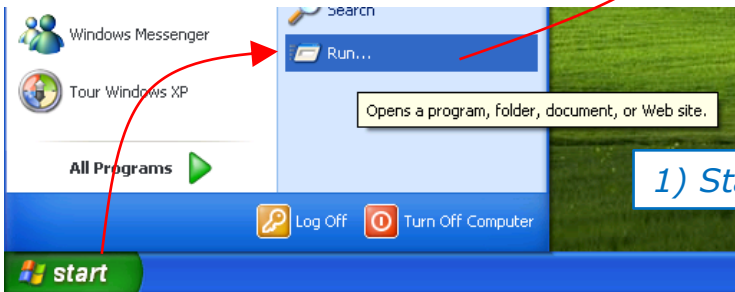 Search
Windows Messenger
Run...
Tour Windows XP
Opens a program, folder, document, or Web site.
All Programs
1) St
Log Off
Turn Off Computer
start